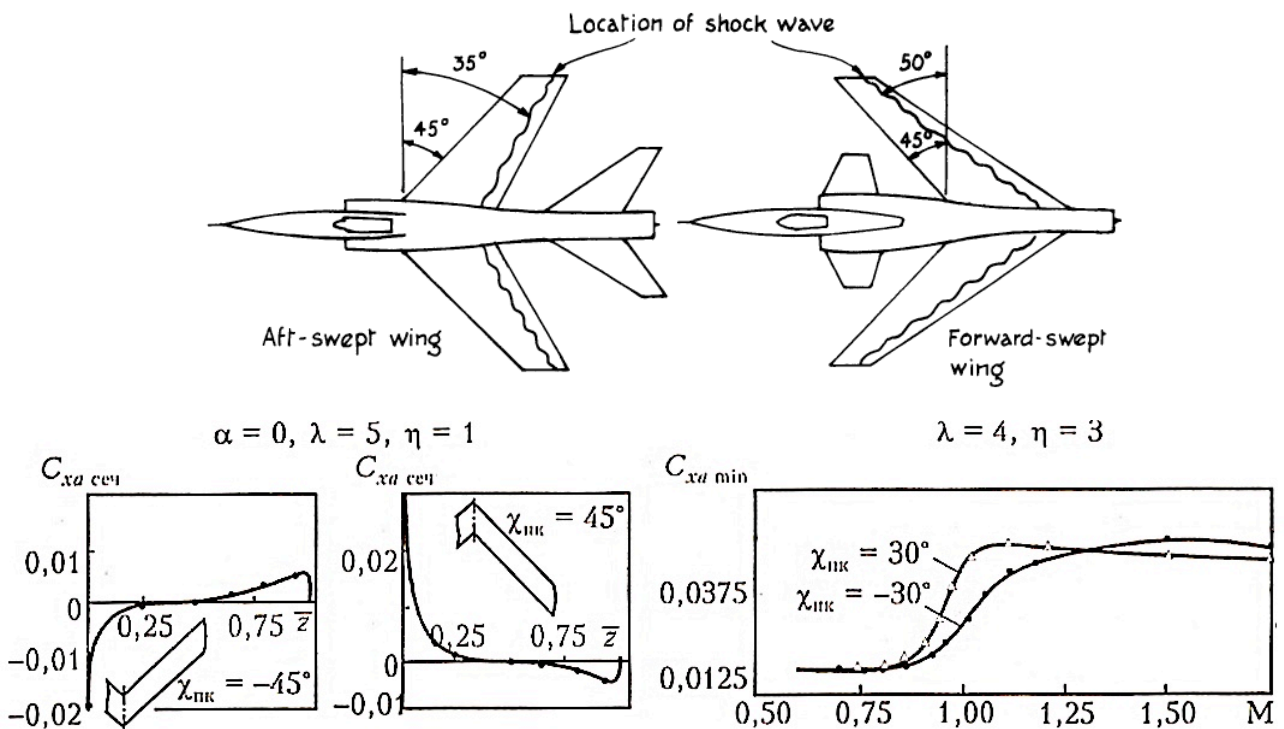 Location of shock wave
35°
50°
45°
45°
Aft-swept wing
Forward-swept
wing
α = 0, λ = 5, η = 1
λ = 4, η = 3
C_xa сеч
0,01
0
-0,01
-0,02
0,25
0,75 z̅
χ_пк = -45°
C_xa сеч
0,02
0
-0,01
0,25
0,75 z̅
χ_пк = 45°
C_xa min
0,0375
0,0125
χ_пк = 30°
χ_пк = -30°
0,50
0,75
1,00
1,25
1,50
M